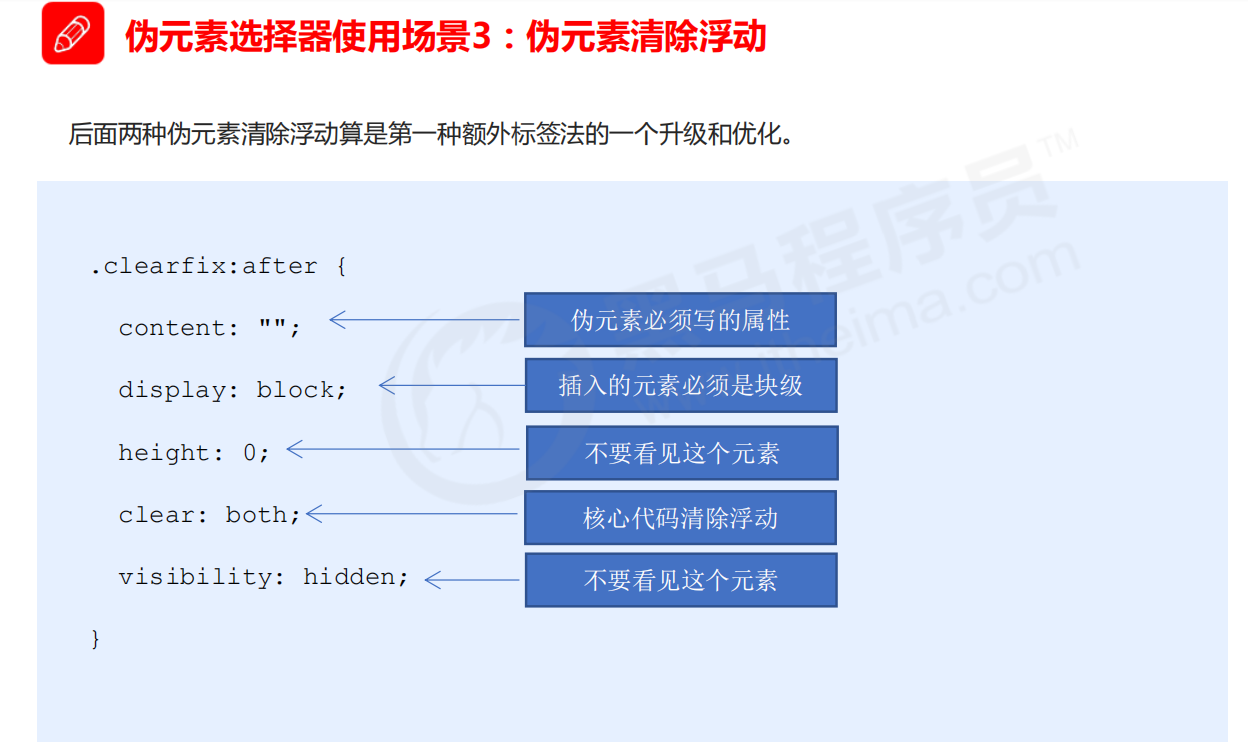 伪元素选择器使用场景3：伪元素清除浮动
后面两种伪元素清除浮动算是第一种额外标签法的一个升级和优化。
.clearfix:after {
content: "";
伪元素必须写的属性
display: block;
插入的元素必须是块级
height: 0;
不要看见这个元素
clear: both;
核心代码清除浮动
visibility: hidden;
不要看见这个元素
}
黑马程序员™
www.itheima.com